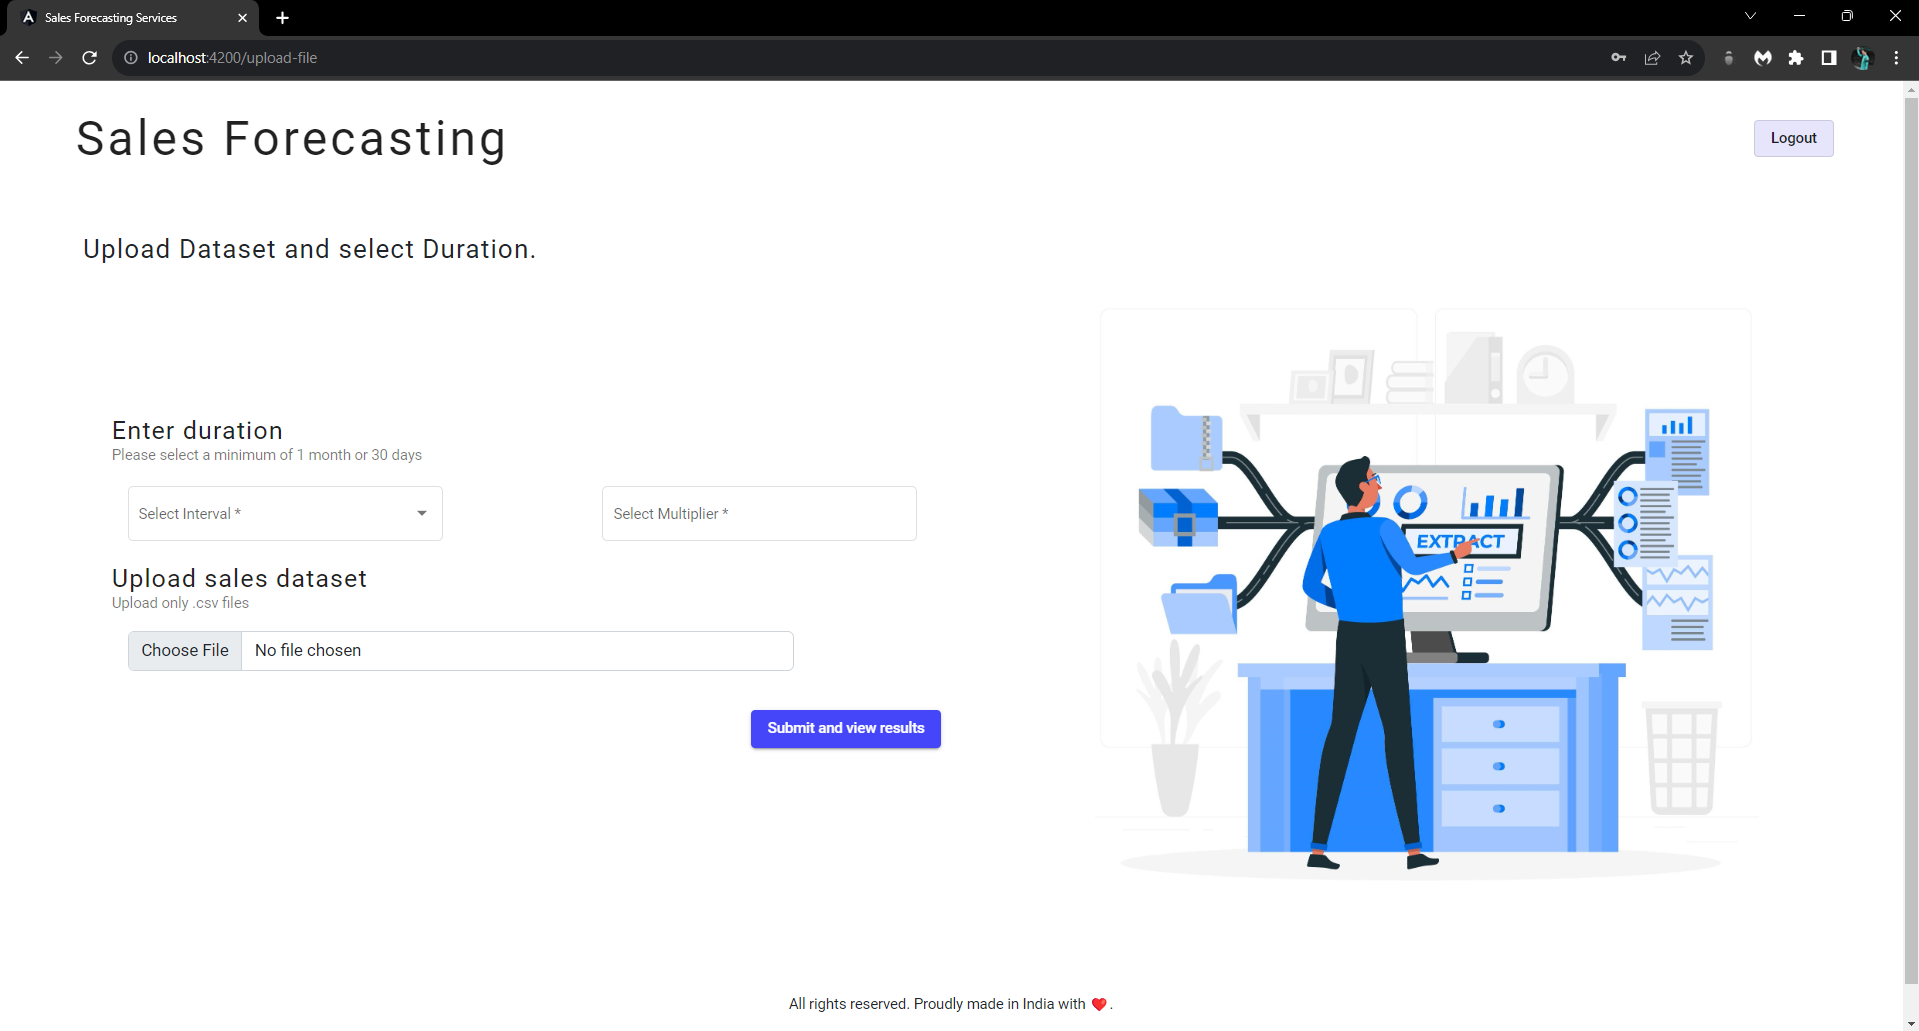 Sales Forecasting Services
localhost:4200/upload-file
Sales Forecasting
Logout
Upload Dataset and select Duration.
Enter duration
Please select a minimum of 1 month or 30 days
Select Interval *
Select Multiplier *
Upload sales dataset
Upload only .csv files
Choose File No file chosen
Submit and view results
EXTRACT
All rights reserved. Proudly made in India with ❤️ .